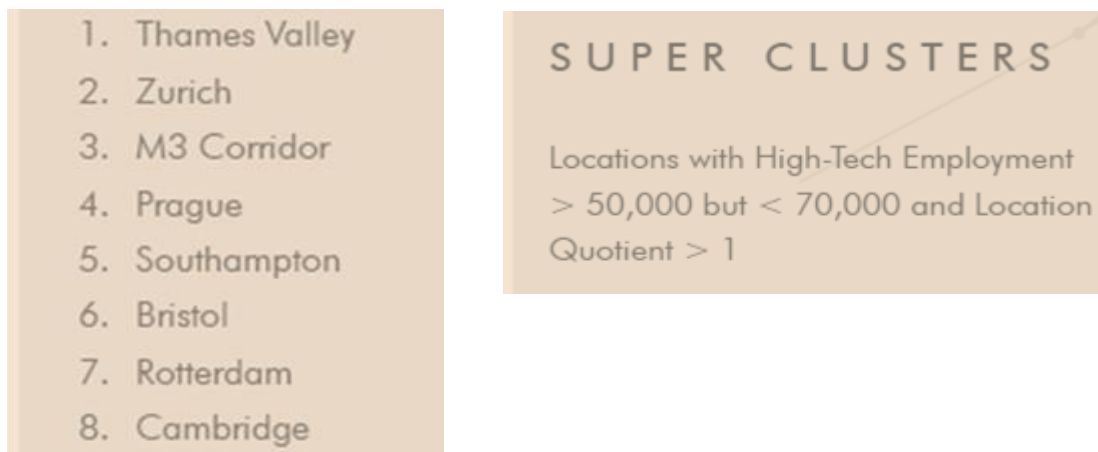 1. Thames Valley
2. Zurich
3. M3 Corridor
4. Prague
5. Southampton
6. Bristol
7. Rotterdam
8. Cambridge
SUPER CLUSTERS
Locations with High-Tech Employment
> 50,000 but < 70,000 and Location
Quotient > 1